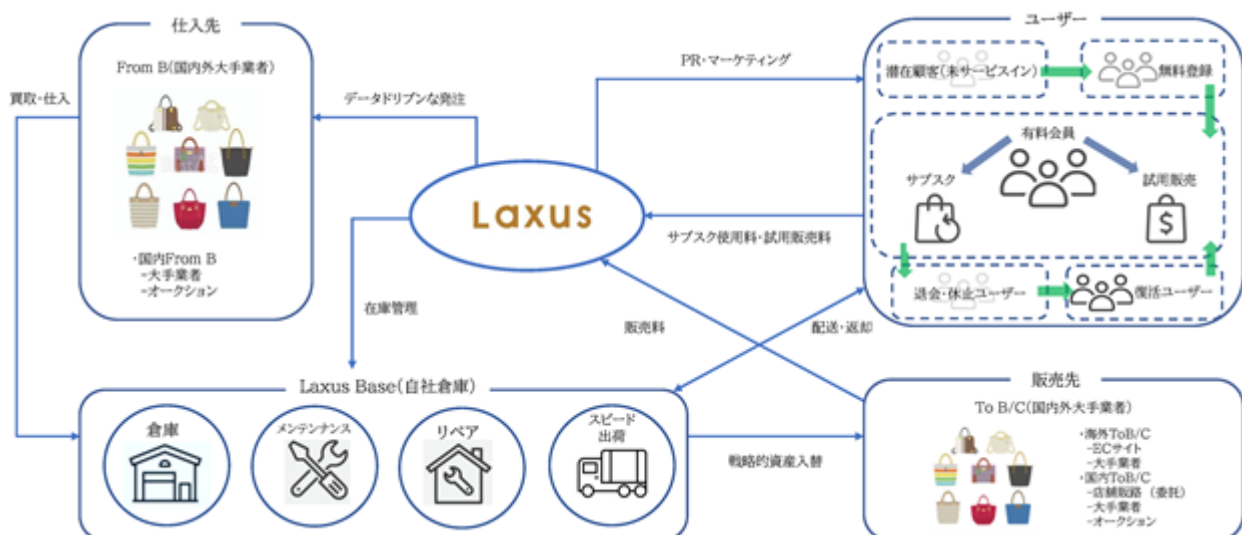 仕入先
From B(国内外大手業者)
・国内From B
-大手業者
-オークション
買取・仕入
データドリブンな発注
PR・マーケティング
Laxus
サブスク使用料・試用販売料
在庫管理
販売料
配送・返却
ユーザー
潜在顧客(未サービスイン)
無料登録
有料会員
サブスク
試用販売
$
退会・休止ユーザー
復活ユーザー
Laxus Base(自社倉庫)
倉庫
メンテンナンス
リペア
スピード
出荷
戦略的資産入替
販売先
To B/C(国内外大手業者)
・海外ToB/C
-ECサイト
-大手業者
・国内ToB/C
-店舗販路（委託）
-大手業者
-オークション